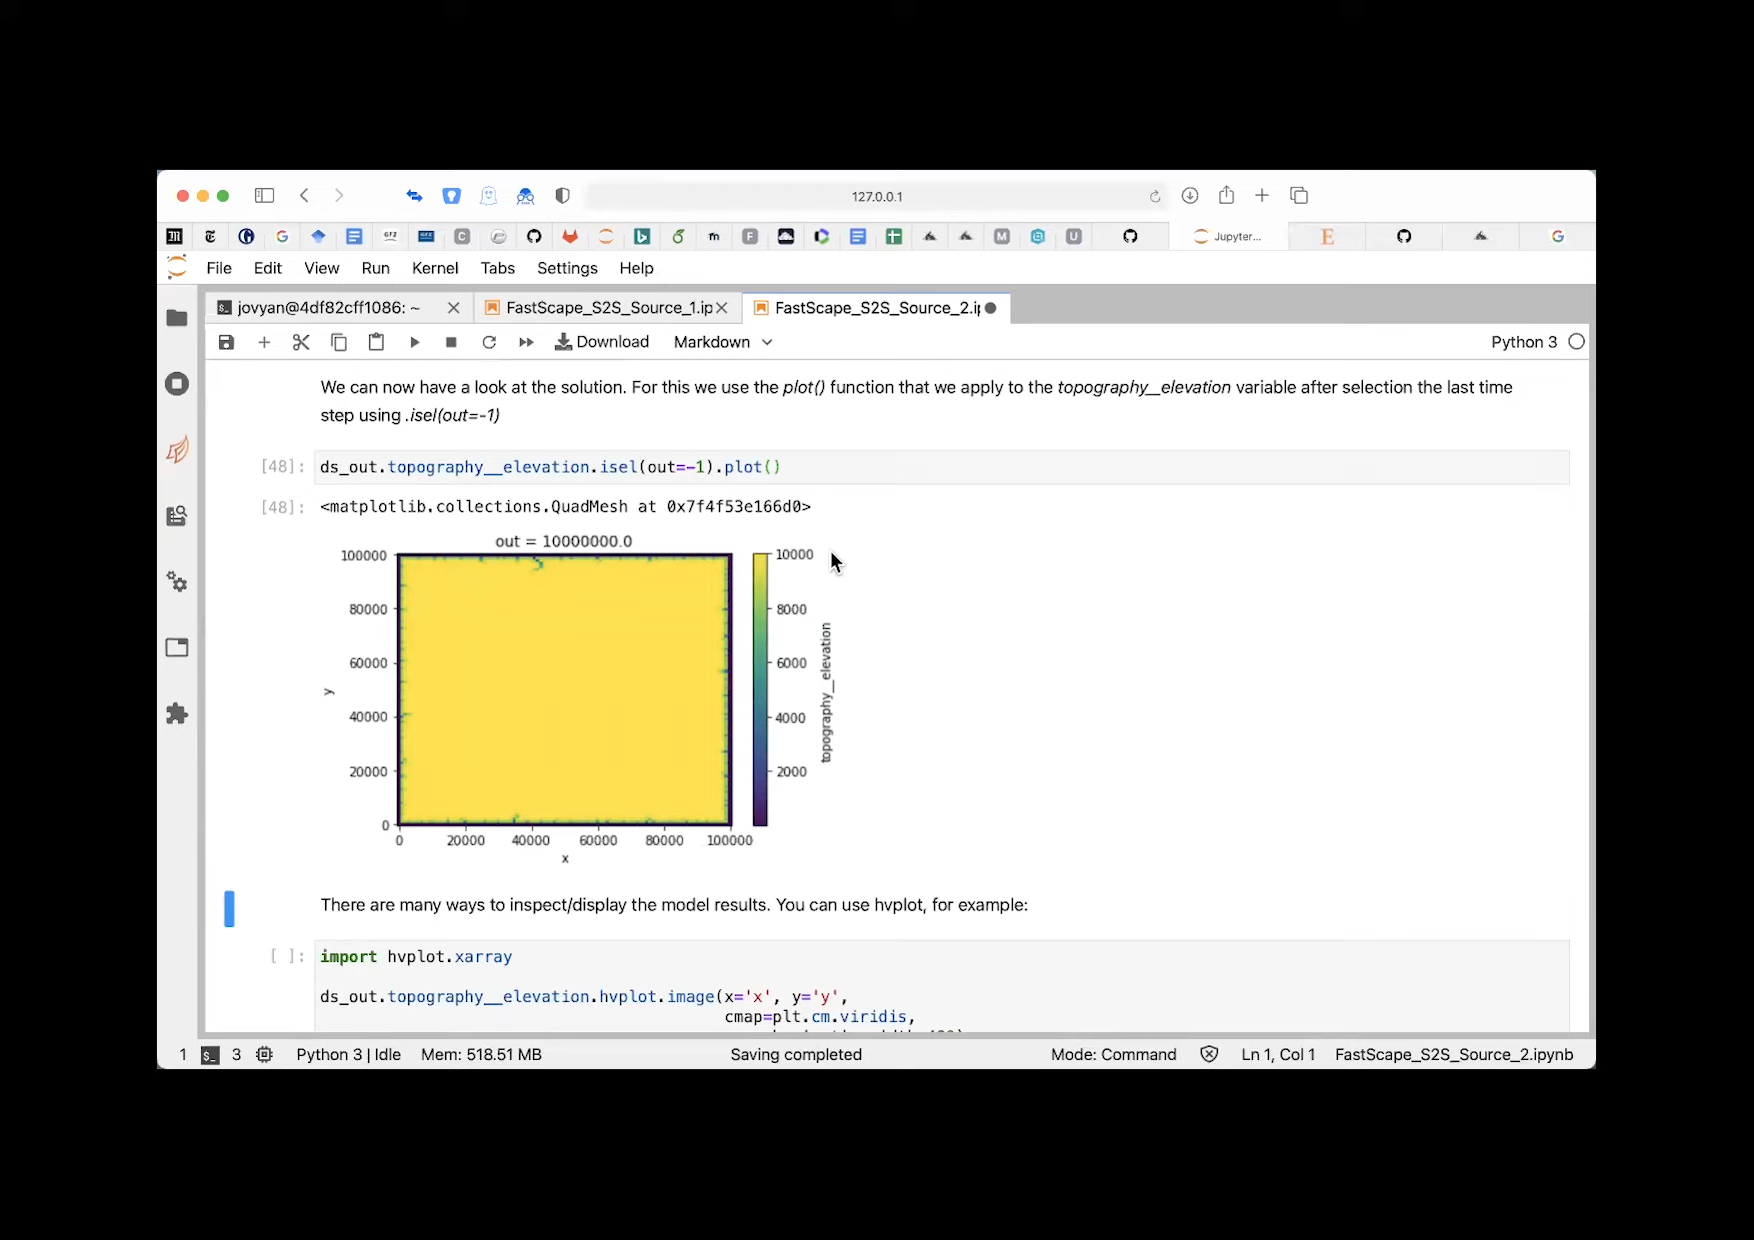 127.0.0.1
Jupyter...
File Edit View Run Kernel Tabs Settings Help
jovyan@4df82cff1086: ~
FastScape_S2S_Source_1.ip
FastScape_S2S_Source_2.ip
Download
Markdown
Python 3
We can now have a look at the solution. For this we use the plot() function that we apply to the topography__elevation variable after selection the last time
step using .isel(out=-1)
[48]: ds_out.topography__elevation.isel(out=-1).plot()
[48]: <matplotlib.collections.QuadMesh at 0x7f4f53e166d0>
out = 10000000.0
100000
80000
60000
40000
20000
0
y
0 20000 40000 60000 80000 100000
x
10000
8000
6000
4000
2000
topography__elevation
There are many ways to inspect/display the model results. You can use hvplot, for example:
[ ]: import hvplot.xarray
ds_out.topography__elevation.hvplot.image(x='x', y='y',
cmap=plt.cm.viridis,
1 3 Python 3 | Idle Mem: 518.51 MB Saving completed Mode: Command Ln 1, Col 1 FastScape_S2S_Source_2.ipynb